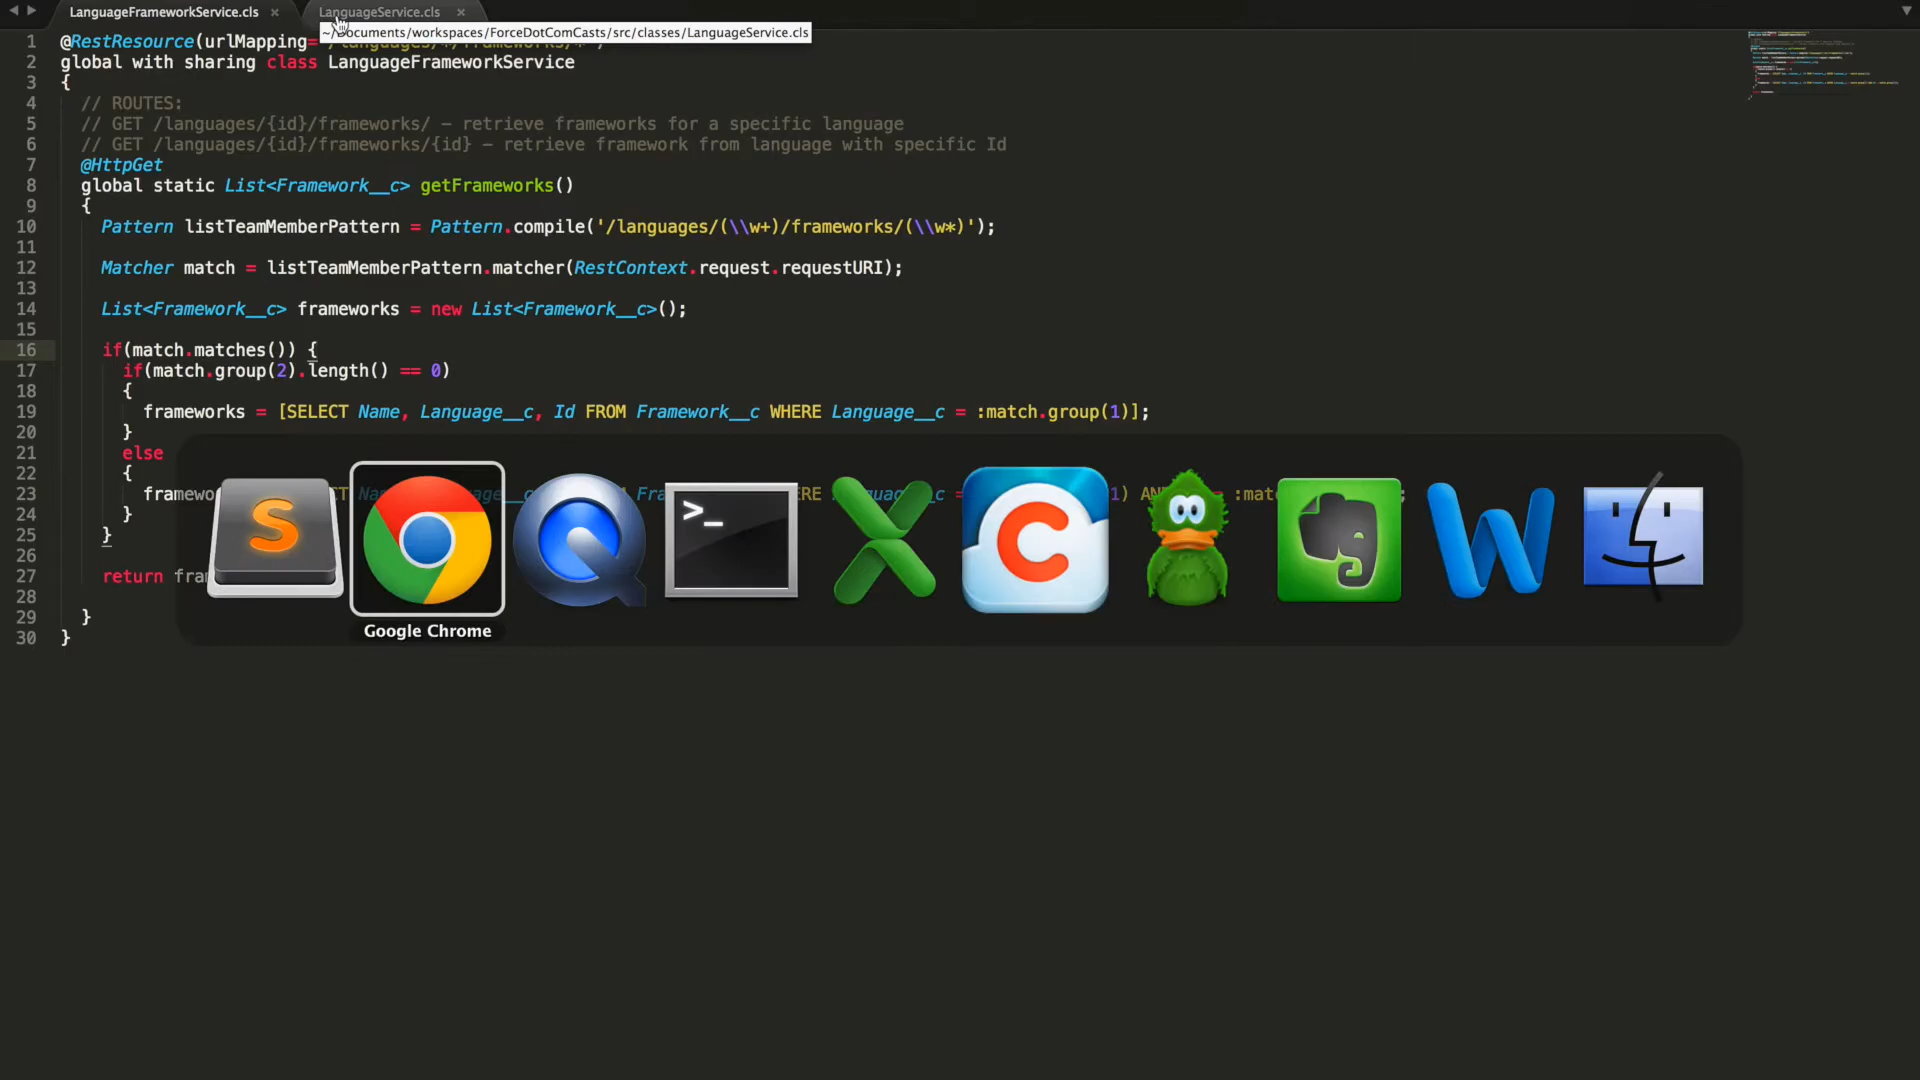 LanguageFrameworkService.cls × LanguageService.cls ×
~/Documents/workspaces/ForceDotComCasts/src/classes/LanguageService.cls
1 @RestResource(urlMapping=
2 global with sharing class LanguageFrameworkService
3 {
4 // ROUTES:
5 // GET /languages/{id}/frameworks/ – retrieve frameworks for a specific language
6 // GET /languages/{id}/frameworks/{id} – retrieve framework from language with specific Id
7 @HttpGet
8 global static List<Framework__c> getFrameworks()
9 {
10 Pattern listTeamMemberPattern = Pattern.compile('/languages/(\\w+)/frameworks/(\\w*)');
11
12 Matcher match = listTeamMemberPattern.matcher(RestContext.request.requestURI);
13
14 List<Framework__c> frameworks = new List<Framework__c>();
15
16 if(match.matches()) {
17 if(match.group(2).length() == 0)
18 {
19 frameworks = [SELECT Name, Language__c, Id FROM Framework__c WHERE Language__c = :match.group(1)];
20 }
21 else
22 {
23
24 }
25 }
26
27 return
28
29 }
30 }
>_
Google Chrome